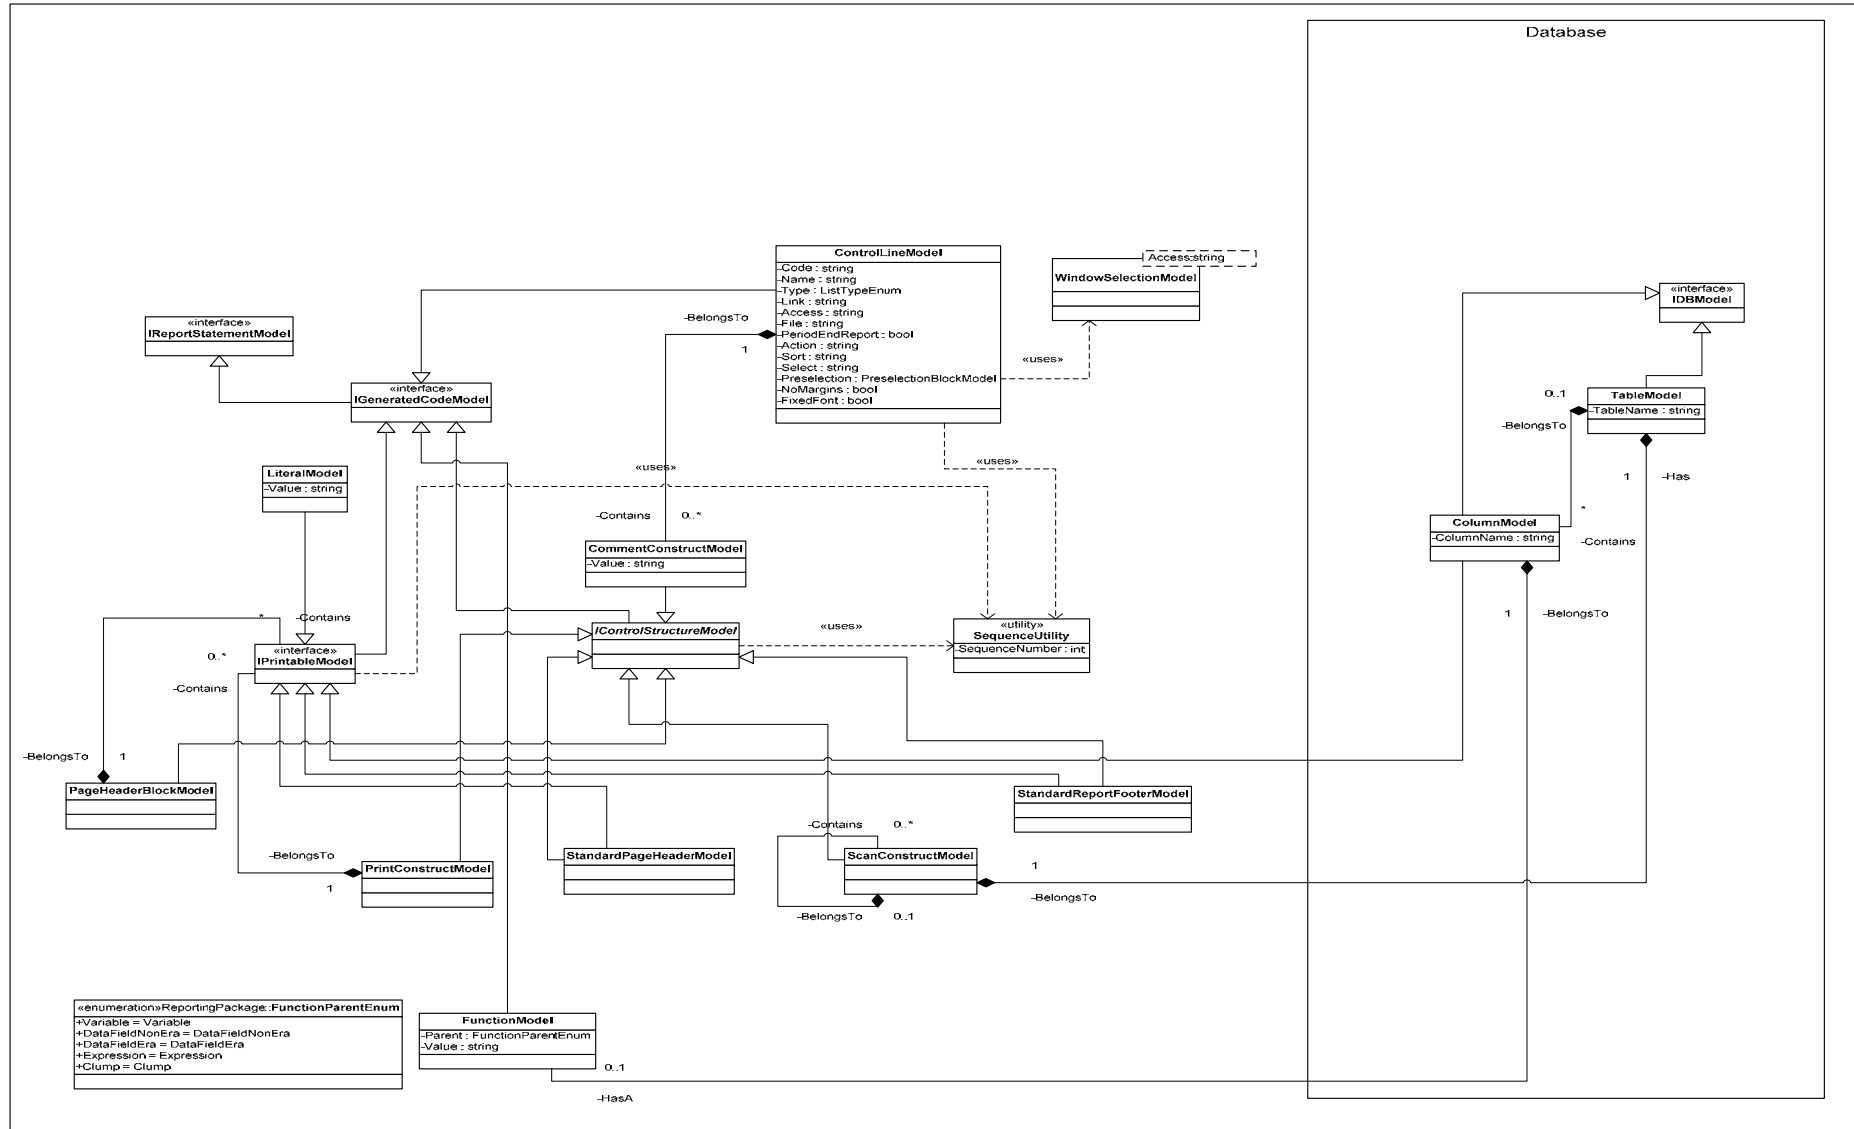 Database
ControlLineModel
-Code : string
-Name : string
-Type : ListTypeEnum
-Link : string
-Access : string
-File : string
-PeriodEndReport : bool
-Action : string
-Sort : string
-Select : string
-Preselection : PreselectionBlockModel
-NoMargins : bool
-FixedFont : bool
Access:string
WindowSelectionModel
«uses»
«interface»
IDBModel
«interface»
IReportStatementModel
-BelongsTo
1
«interface»
IGeneratedCodeModel
TableModel
-TableName : string
0..1
-BelongsTo
1
-Has
LiteralModel
-Value : string
«uses»
«uses»
-Contains
0..*
ColumnModel
-ColumnName : string
*
-Contains
CommentConstructModel
-Value : string
1
-BelongsTo
*
-Contains
«interface»
IPrintableModel
0..*
-Contains
IControlStructureModel
«uses»
«utility»
SequenceUtility
-SequenceNumber : int
-BelongsTo
1
PageHeaderBlockModel
StandardReportFooterModel
-BelongsTo
1
PrintConstructModel
StandardPageHeaderModel
-Contains
0..*
ScanConstructModel
1
-BelongsTo
-BelongsTo
0..1
«enumeration»ReportingPackage::FunctionParentEnum
+Variable = Variable
+DataFieldNonEra = DataFieldNonEra
+DataFieldEra = DataFieldEra
+Expression = Expression
+Clump = Clump
FunctionModel
-Parent : FunctionParentEnum
-Value : string
0..1
-HasA